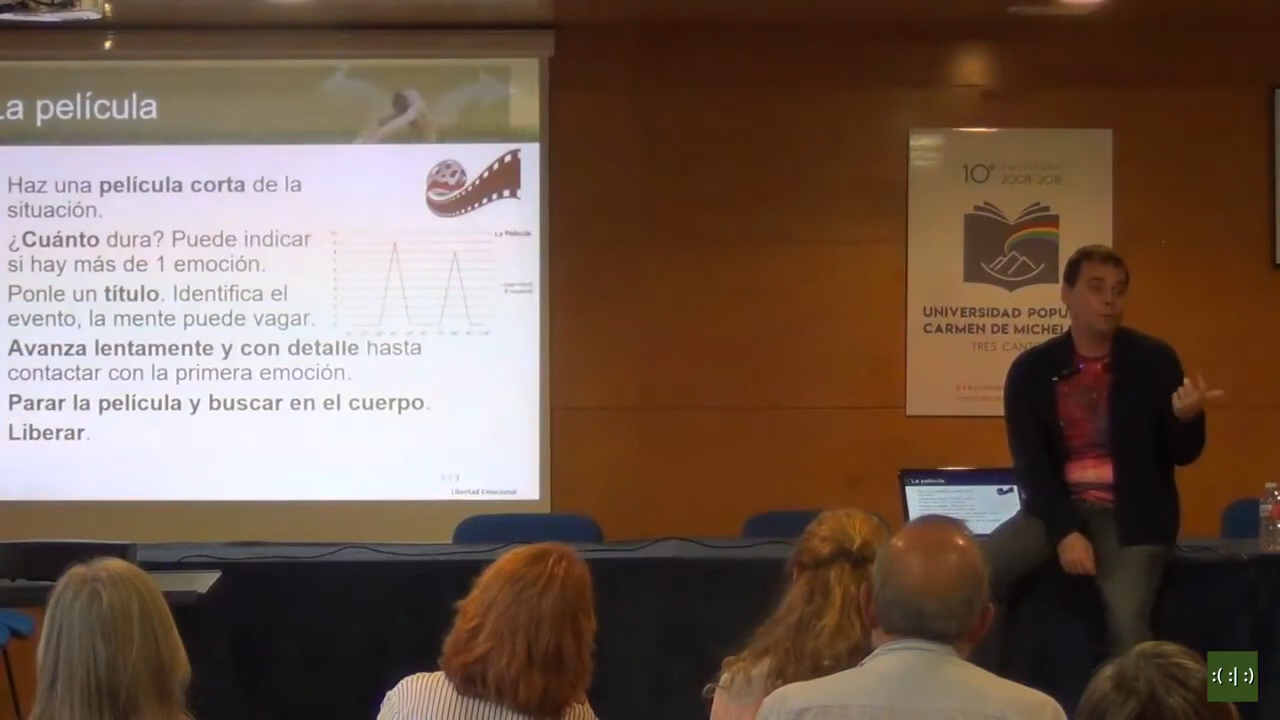 La película
Haz una película corta de la
situación.
¿Cuánto dura? Puede indicar
si hay más de 1 emoción.
Ponle un título. Identifica el
evento, la mente puede vagar.
Avanza lentamente y con detalle hasta
contactar con la primera emoción.
Parar la película y buscar en el cuerpo.
Liberar.
La Película
Libertad Emocional
10º
2008-2018
UNIVERSIDAD POPU
CARMEN DE MICHEL
TRES CANT
La película
:( :| :)